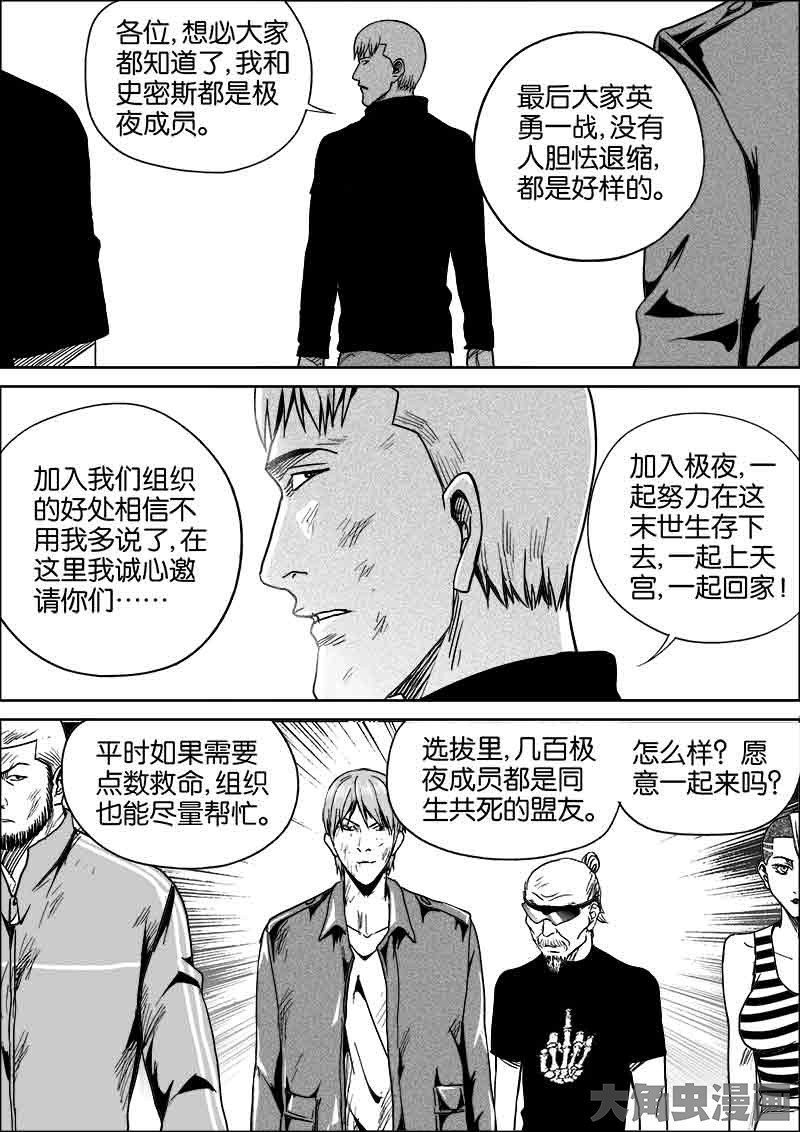 各位,想必大家
都知道了,我和
史密斯都是极
夜成员。
最后大家英
勇一战,没有
人胆怯退缩,
都是好样的。
加入我们组织
的好处相信不
用我多说了,在
这里我诚心邀
请你们……
加入极夜,一
起努力在这
末世生存下
去,一起上天
宫,一起回家!
平时如果需要
点数救命,组织
也能尽量帮忙。
选拔里,几百极
夜成员都是同
生共死的盟友。
怎么样?愿
意一起来吗?
大角虫漫画